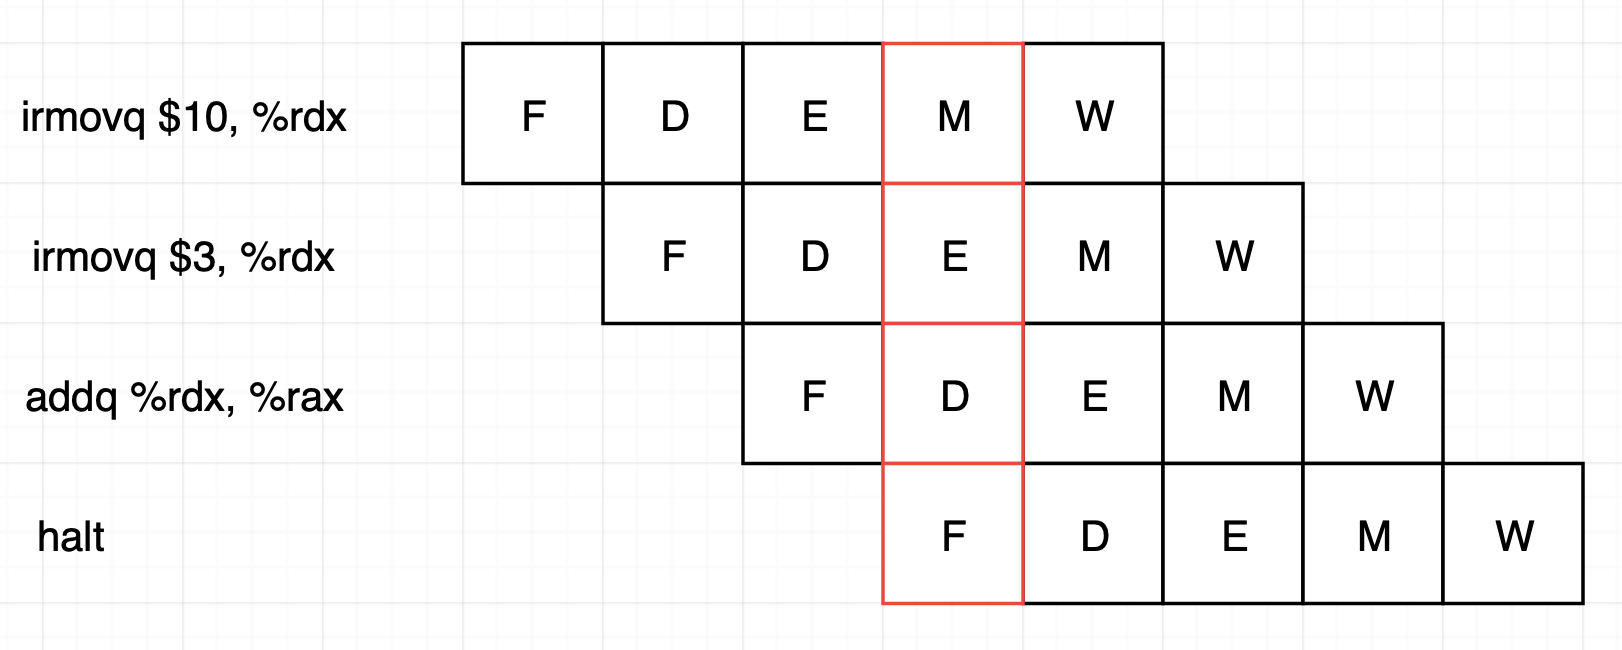 irmovq $10, %rdx F D E M W
irmovq $3, %rdx F D E M W
addq %rdx, %rax F D E M W
halt F D E M W